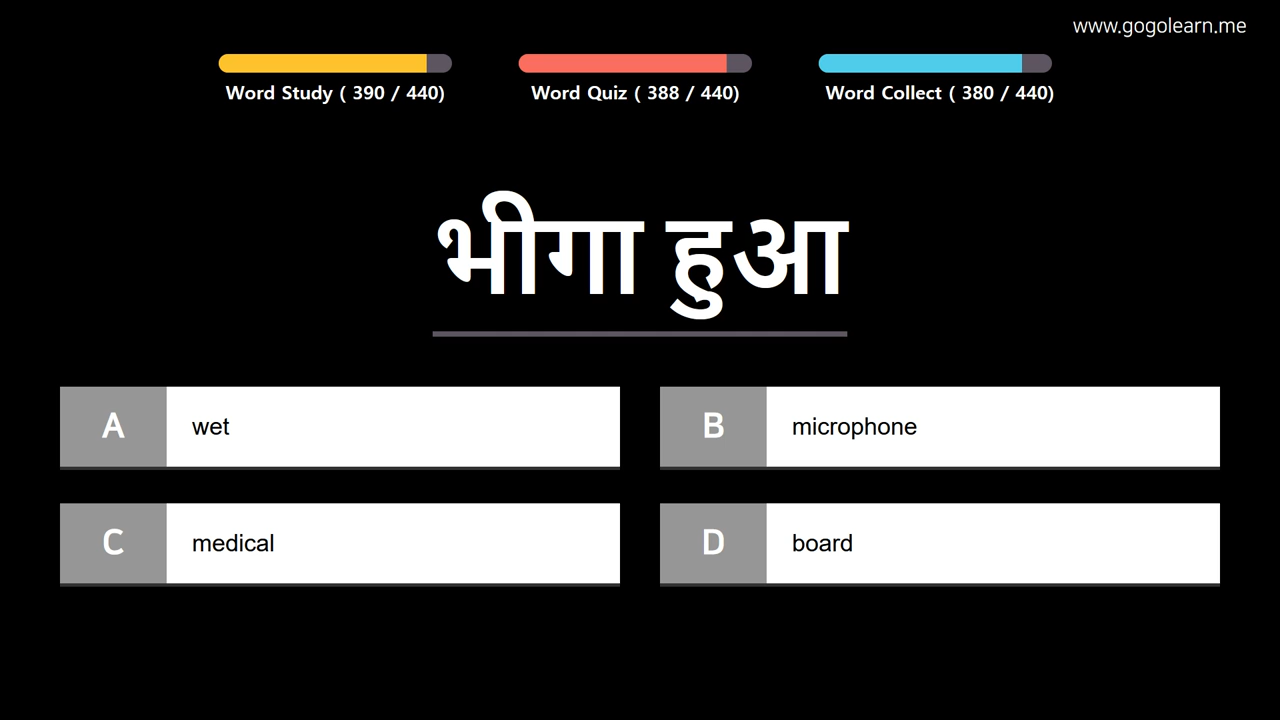 www.gogolearn.me
Word Study ( 390 / 440)
Word Quiz ( 388 / 440)
Word Collect ( 380 / 440)
भीगा हुआ
A wet
B microphone
C medical
D board